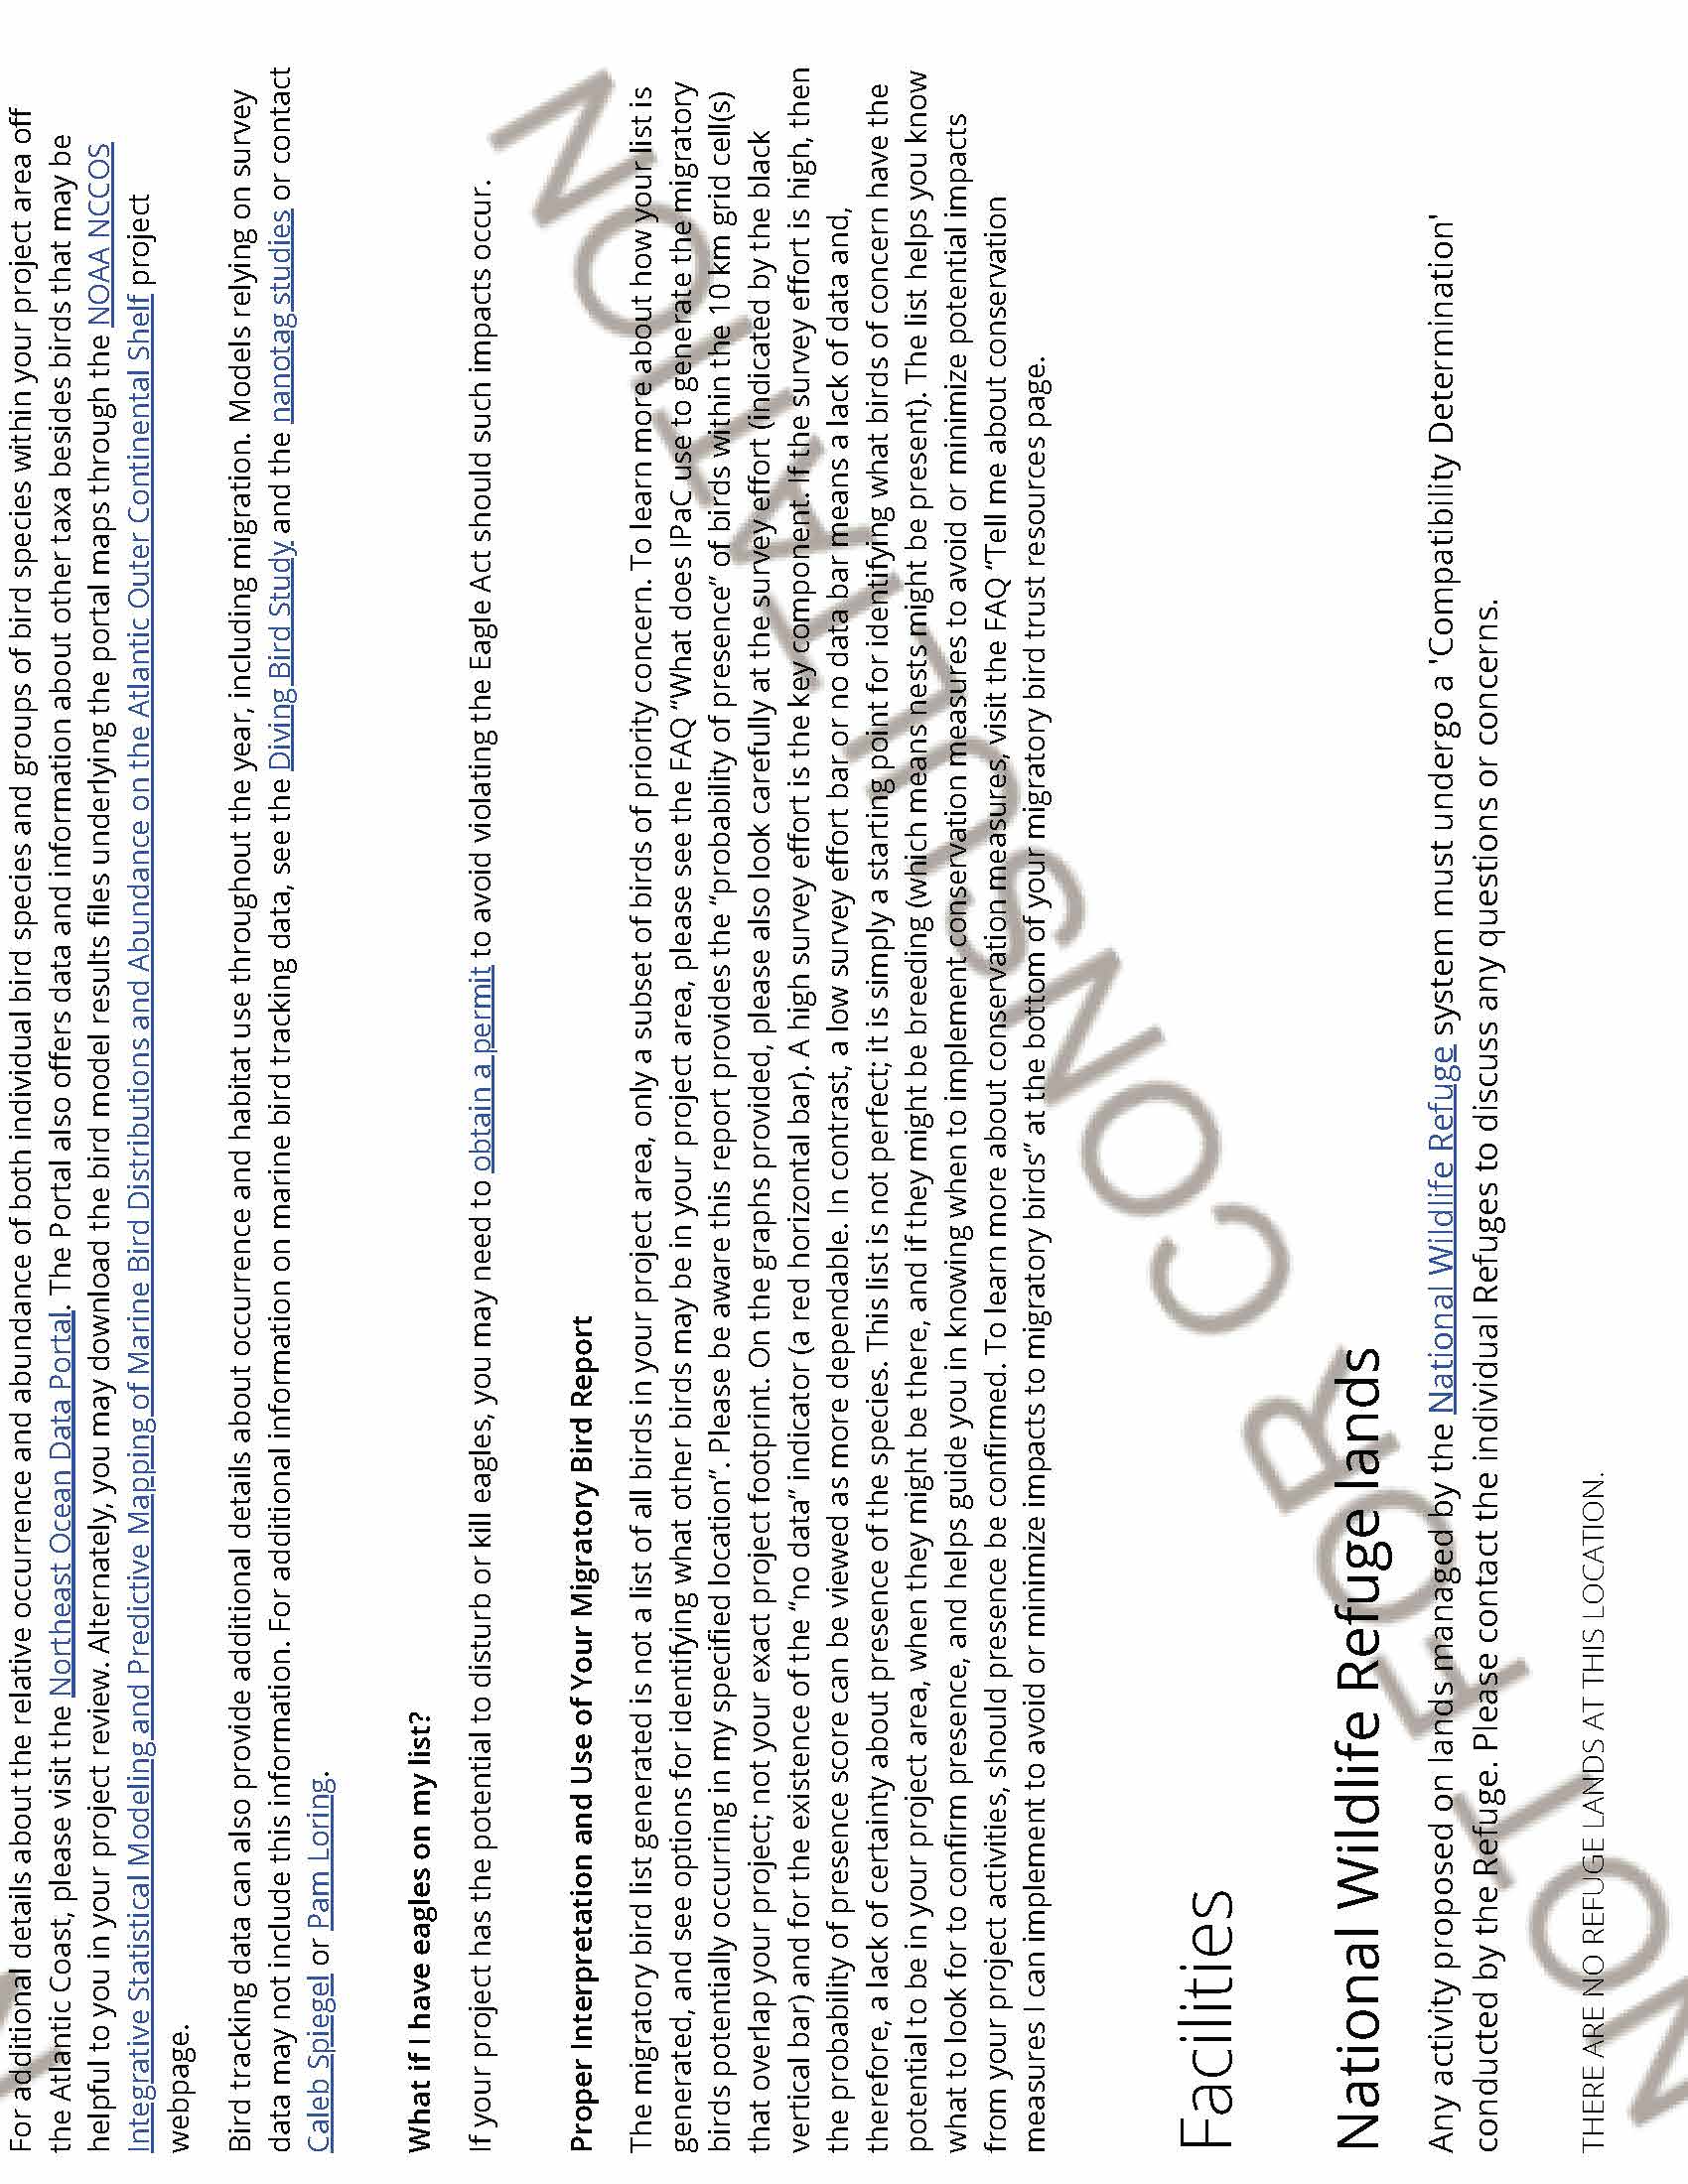 For additional details about the relative occurrence and abundance of both individual bird species and groups of bird species within your project area off
the Atlantic Coast, please visit the Northeast Ocean Data Portal. The Portal also offers data and information about other taxa besides birds that may be
helpful to you in your project review. Alternately, you may download the bird model results files underlying the portal maps through the NOAA NCCOS
Integrative Statistical Modeling and Predictive Mapping of Marine Bird Distributions and Abundance on the Atlantic Outer Continental Shelf project
webpage.
Bird tracking data can also provide additional details about occurrence and habitat use throughout the year, including migration. Models relying on survey
data may not include this information. For additional information on marine bird tracking data, see the Diving Bird Study and the nanotag studies or contact
Caleb Spiegel or Pam Loring.
What if I have eagles on my list?
If your project has the potential to disturb or kill eagles, you may need to obtain a permit to avoid violating the Eagle Act should such impacts occur.
Proper Interpretation and Use of Your Migratory Bird Report
The migratory bird list generated is not a list of all birds in your project area, only a subset of birds of priority concern. To learn more about how your list is
generated, and see options for identifying what other birds may be in your project area, please see the FAQ "What does IPaC use to generate the migratory
birds potentially occurring in my specified location". Please be aware this report provides the "probability of presence" of birds within the 10 km grid cell(s)
that overlap your project; not your exact project footprint. On the graphs provided, please also look carefully at the survey effort (indicated by the black
vertical bar) and for the existence of the "no data" indicator (a red horizontal bar). A high survey effort is the key component. If the survey effort is high, then
the probability of presence score can be viewed as more dependable. In contrast, a low survey effort bar or no data bar means a lack of data and,
therefore, a lack of certainty about presence of the species. This list is not perfect; it is simply a starting point for identifying what birds of concern have the
potential to be in your project area, when they might be there, and if they might be breeding (which means nests might be present). The list helps you know
what to look for to confirm presence, and helps guide you in knowing when to implement conservation measures to avoid or minimize potential impacts
from your project activities, should presence be confirmed. To learn more about conservation measures, visit the FAQ "Tell me about conservation
measures I can implement to avoid or minimize impacts to migratory birds" at the bottom of your migratory bird trust resources page.
Facilities
National Wildlife Refuge lands
Any activity proposed on lands managed by the National Wildlife Refuge system must undergo a 'Compatibility Determination'
conducted by the Refuge. Please contact the individual Refuges to discuss any questions or concerns.
THERE ARE NO REFUGE LANDS AT THIS LOCATION.
NOT FOR CONSULTATION